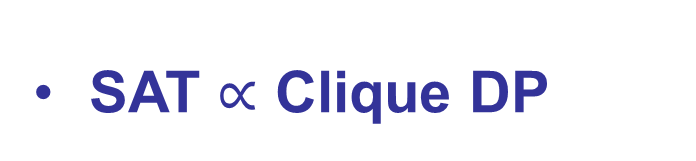 • SAT ∝ Clique DP